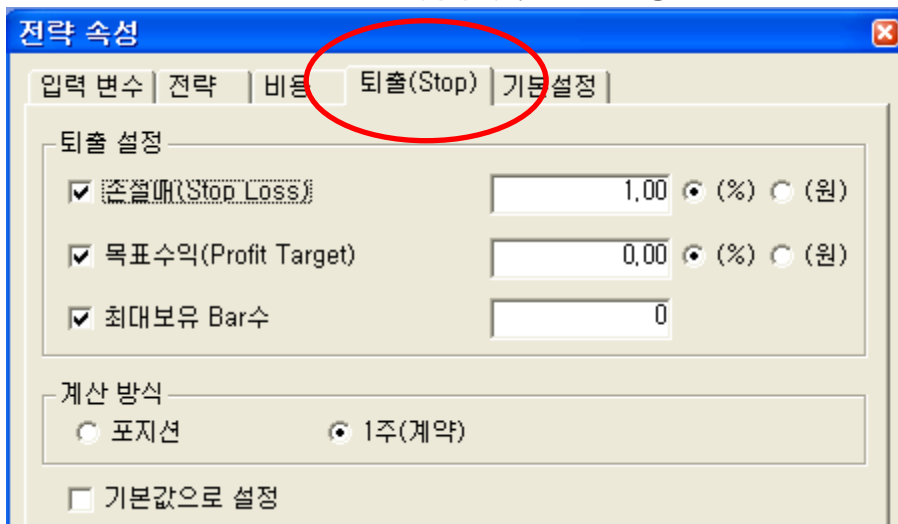 전략 속성
입력 변수 전략 비용 퇴출(Stop) 기본설정
퇴출 설정
손절매(Stop Loss) 1.00 (%) (원)
목표수익(Profit Target) 0.00 (%) (원)
최대보유 Bar수 0
계산 방식
포지션 1주(계약)
기본값으로 설정